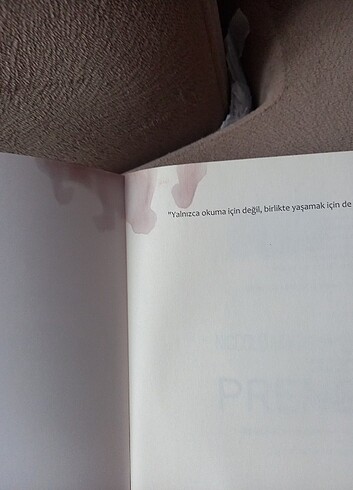 "Yalnızca okuma için değil, birlikte yaşamak için de